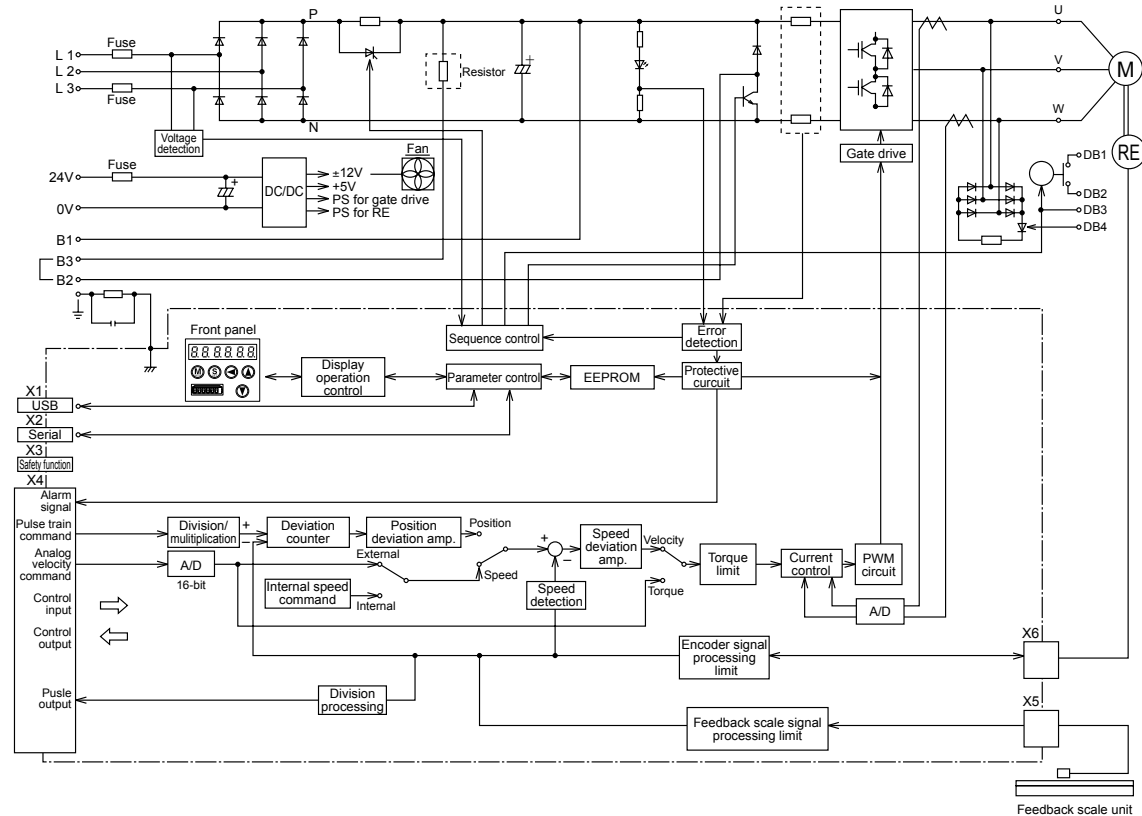 P
U
Fuse
L 1
L 2
L 3
Fuse
Resistor
V
M
W
N
Voltage
detection
Gate drive
RE
Fuse
24V
0V
DC/DC
±12V
+5V
PS for gate drive
PS for RE
Fan
DB1
DB2
DB3
DB4
B1
B3
B2
Front panel
8.8.8.8.8.8.
M
S
Sequence control
Error
detection
Display
operation
control
Parameter control
EEPROM
Protective
curcuit
X1
USB
X2
Serial
X3
Safety function
X4
Alarm
signal
Pulse train
command
Analog
velocity
command
Control
input
Control
output
Pusle
output
Division/
muitiplication
+
−
Deviation
counter
Position
deviation amp.
Position
A/D
16-bit
External
Internal speed
command
Internal
Speed
+
−
Speed
deviation
amp.
Speed
detection
Velocity
Torque
Torque
limit
Current
control
PWM
circuit
A/D
Encoder signal
processing
limit
X6
Division
processing
Feedback scale signal
processing limit
X5
Feedback scale unit